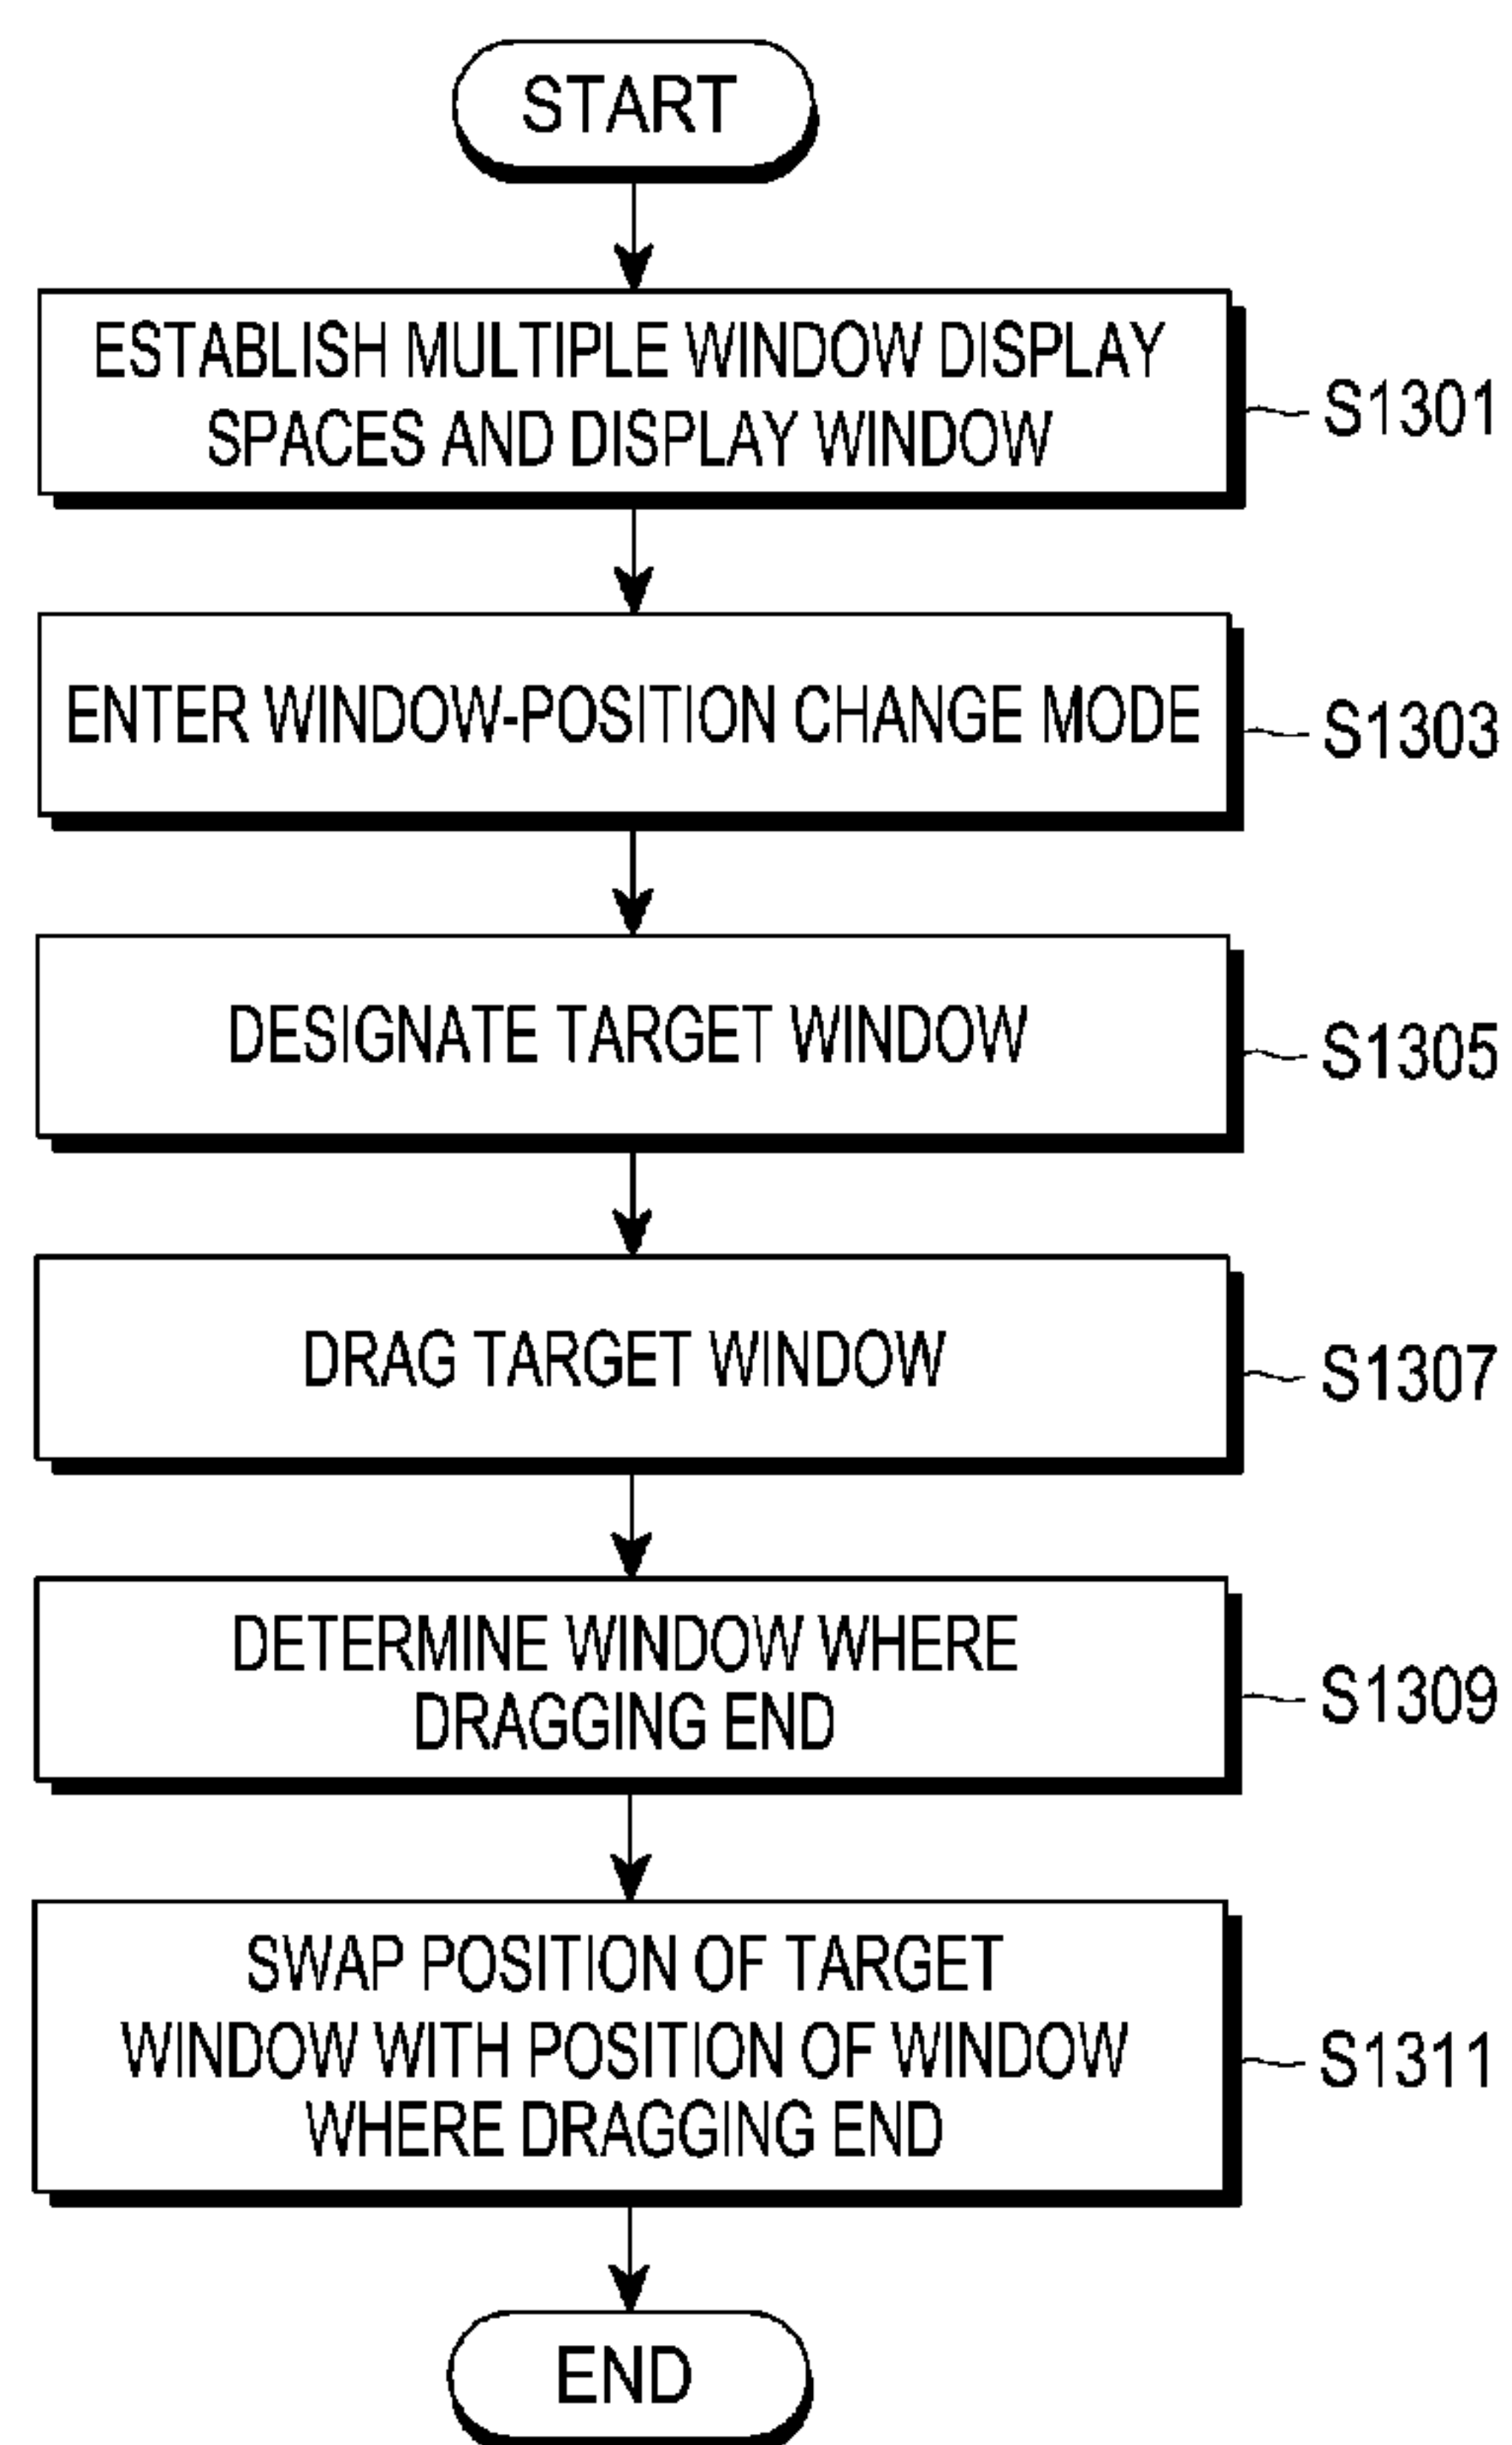 START
ESTABLISH MULTIPLE WINDOW DISPLAY
SPACES AND DISPLAY WINDOW
S1301
ENTER WINDOW-POSITION CHANGE MODE
S1303
DESIGNATE TARGET WINDOW
S1305
DRAG TARGET WINDOW
S1307
DETERMINE WINDOW WHERE
DRAGGING END
S1309
SWAP POSITION OF TARGET
WINDOW WITH POSITION OF WINDOW
WHERE DRAGGING END
S1311
END